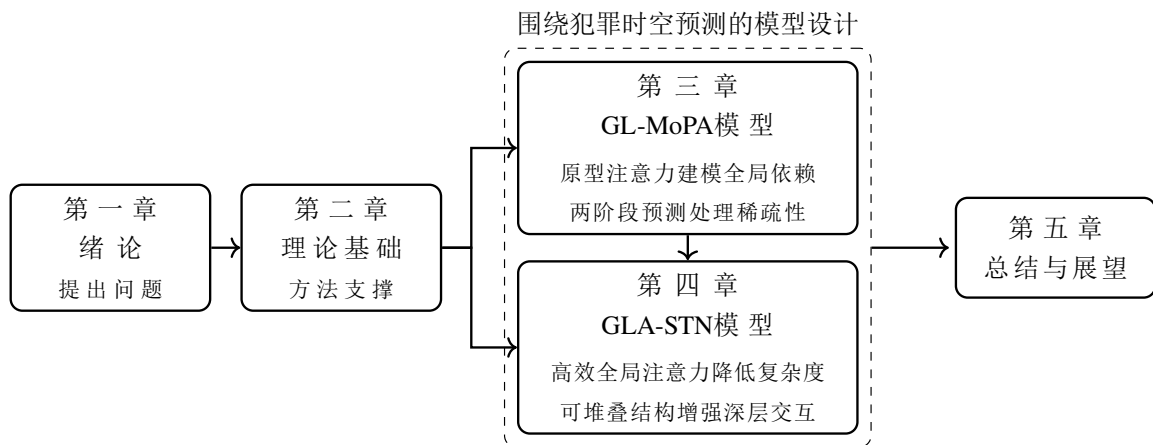 围绕犯罪时空预测的模型设计
第一章
绪论
提出问题
第二章
理论基础
方法支撑
第三章
GL-MoPA模型
原型注意力建模全局依赖
两阶段预测处理稀疏性
第四章
GLA-STN模型
高效全局注意力降低复杂度
可堆叠结构增强深层交互
第五章
总结与展望